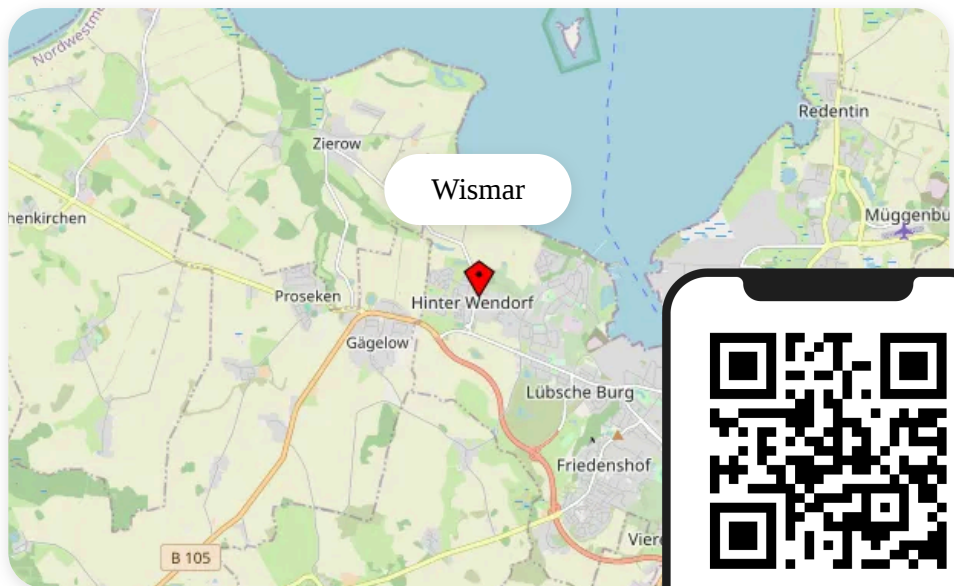 Nordwestm
Redentin
Zierow
Wismar
henkirchen
Müggenbu
Proseken
Hinter Wendorf
Gägelow
Lübsche Burg
Friedenshof
Vier
B 105